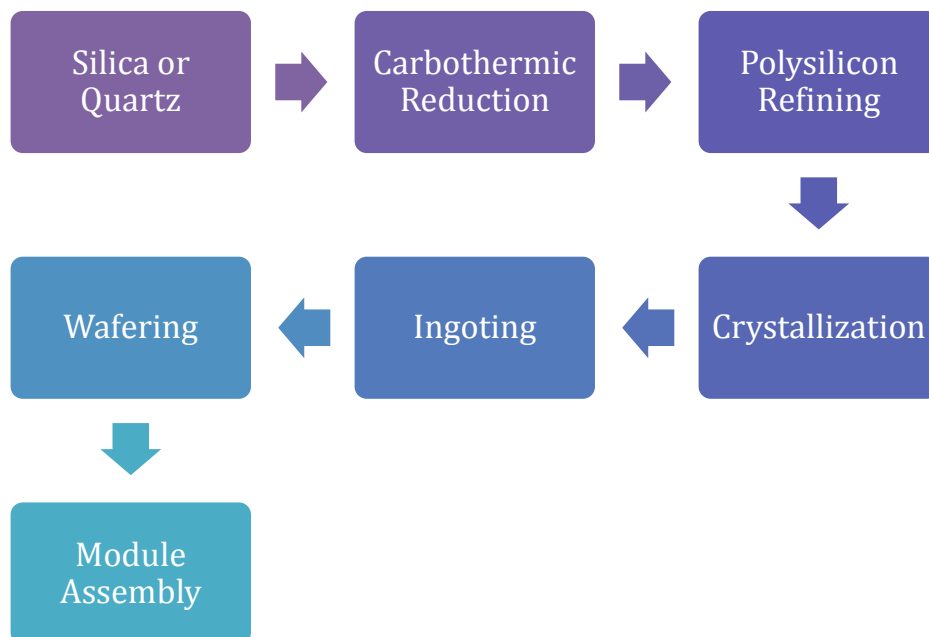 Silica or
Quartz
Carbothermic
Reduction
Polysilicon
Refining
Crystallization
Ingoting
Wafering
Module
Assembly